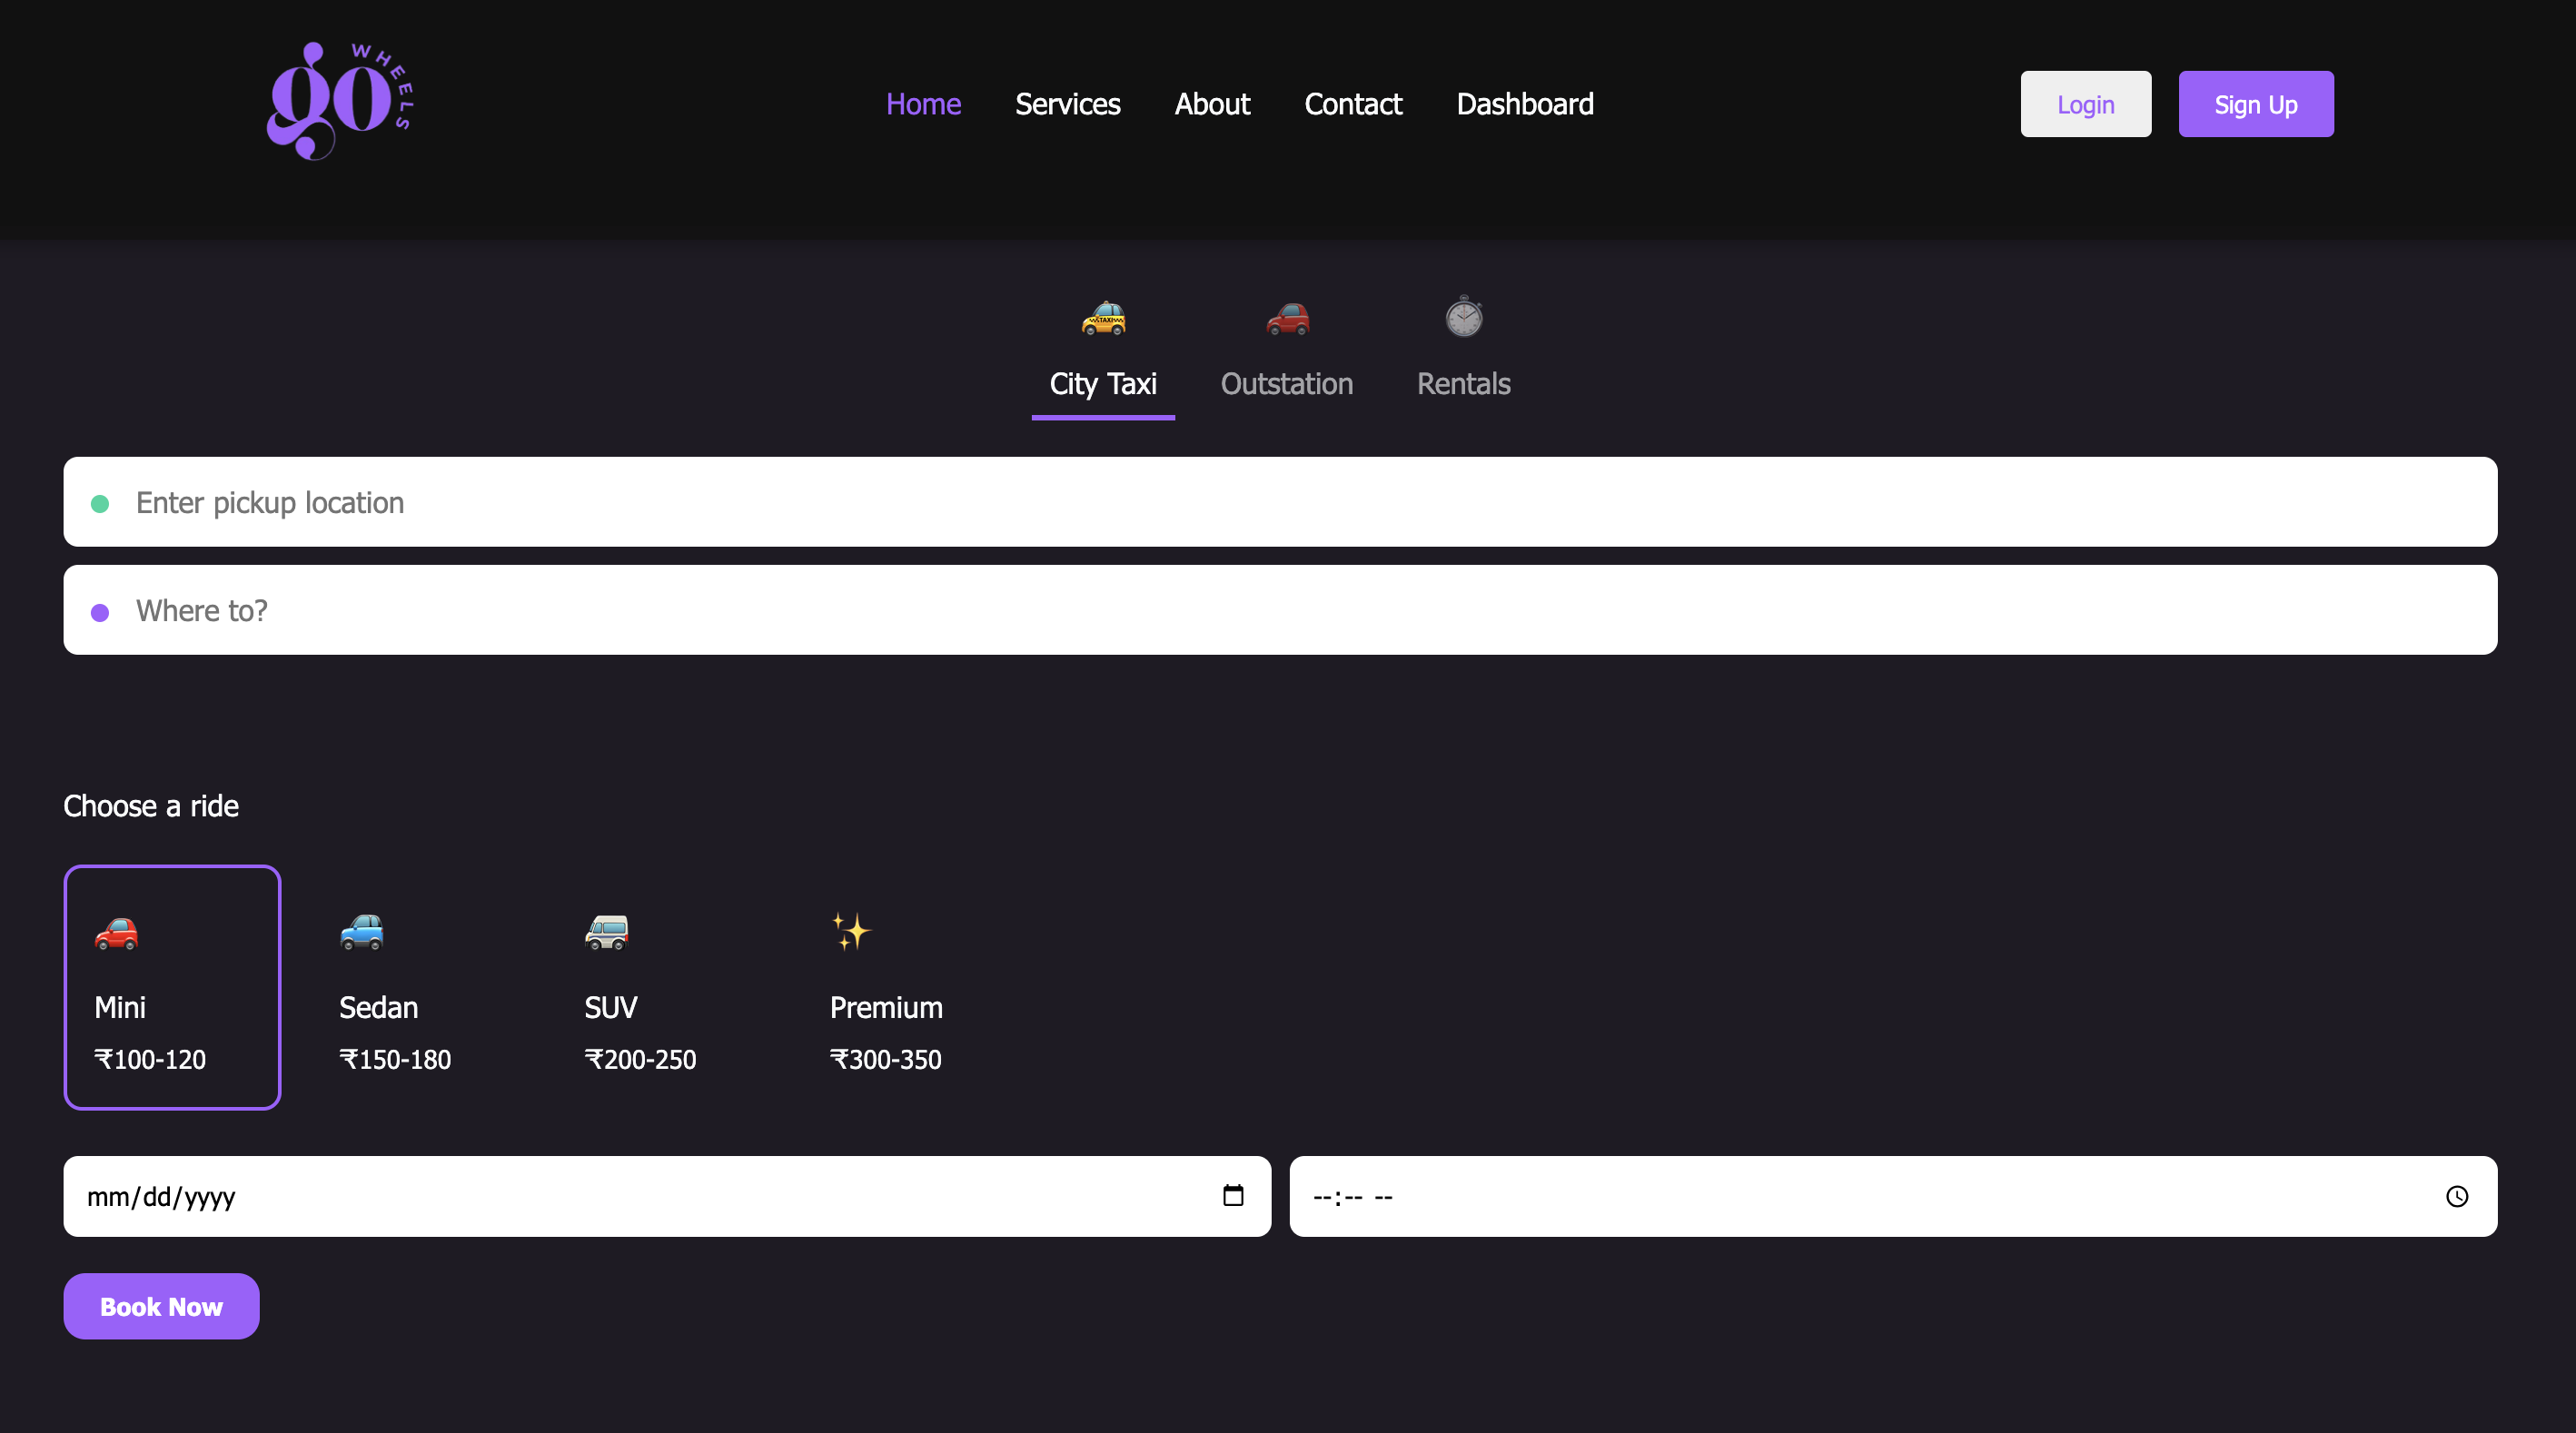 go WHEELS
Home Services About Contact Dashboard
Login Sign Up
TAXI
City Taxi Outstation Rentals
Enter pickup location
Where to?
Choose a ride
Mini Sedan SUV Premium
₹100-120 ₹150-180 ₹200-250 ₹300-350
mm/dd/yyyy --:-- --
Book Now